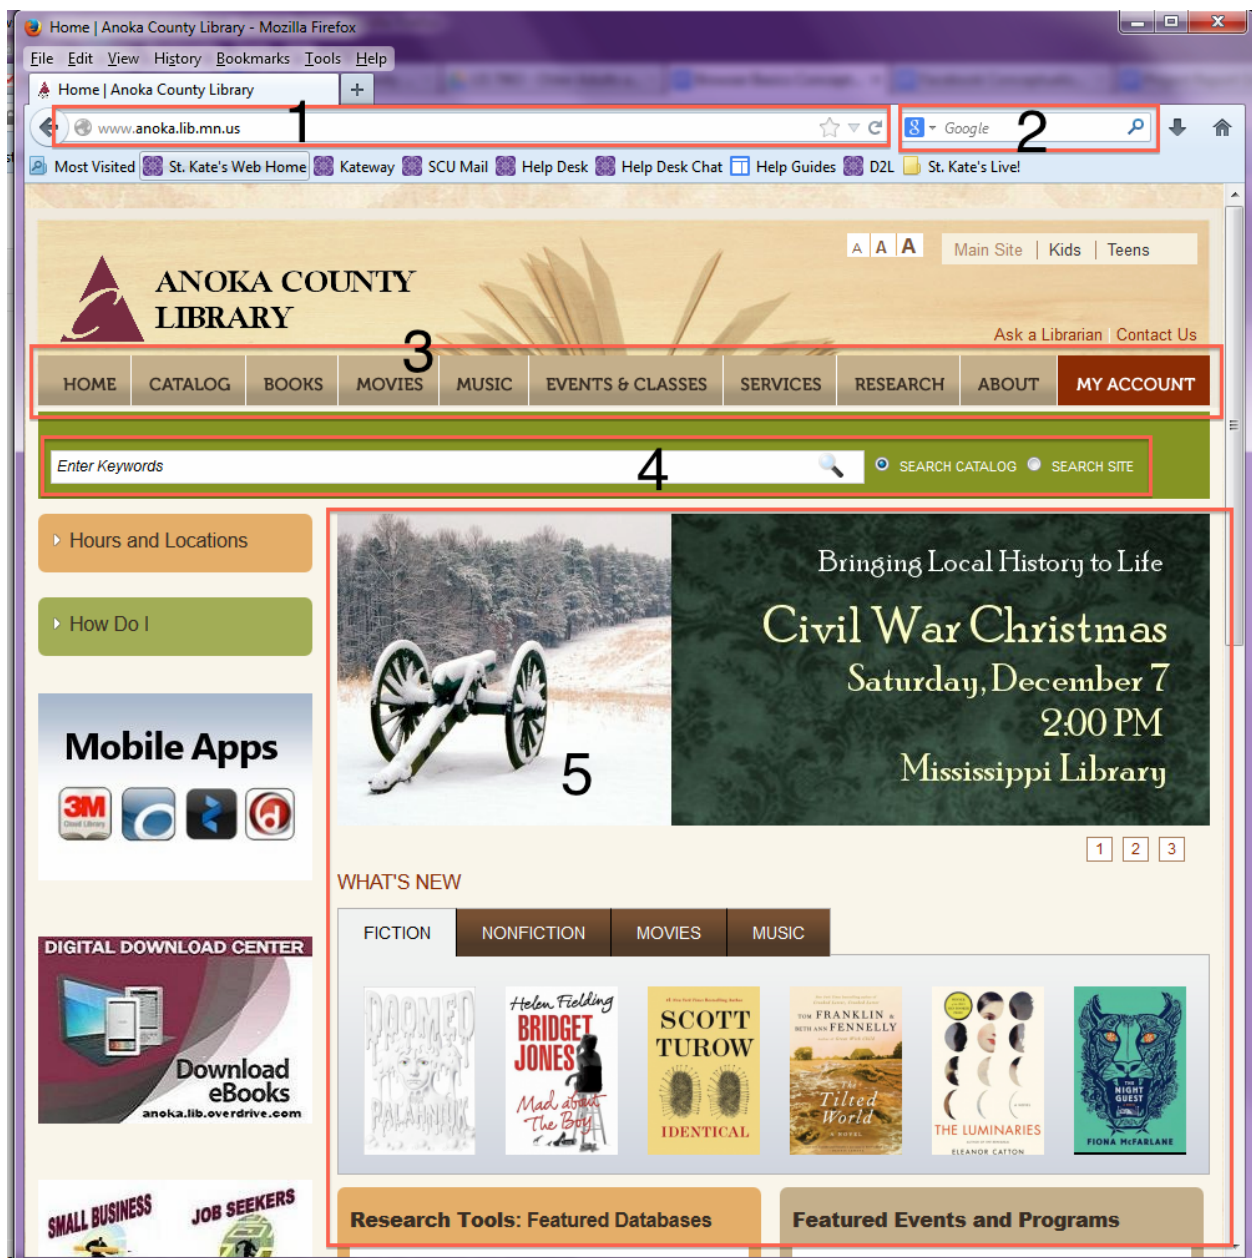 Home | Anoka County Library - Mozilla Firefox
File Edit View History Bookmarks Tools Help
Home | Anoka County Library +
1
2
www.anoka.lib.mn.us
8 Google
Most Visited St. Kate's Web Home Kateway SCU Mail Help Desk Help Desk Chat Help Guides D2L St. Kate's Live!
A A A Main Site | Kids | Teens
ANOKA COUNTY
LIBRARY
Ask a Librarian | Contact Us
3
HOME CATALOG BOOKS MOVIES MUSIC EVENTS & CLASSES SERVICES RESEARCH ABOUT MY ACCOUNT
Enter Keywords 4 SEARCH CATALOG SEARCH SITE
Hours and Locations
How Do I
Bringing Local History to Life
Civil War Christmas
Saturday, December 7
2:00 PM
Mississippi Library
5
Mobile Apps
3M
Cloud Library
1 2 3
WHAT'S NEW
FICTION NONFICTION MOVIES MUSIC
DOOMED
PALAHNIUK
Helen Fielding
BRIDGET
JONES
Mad about
The Boy
SCOTT
TUROW
IDENTICAL
TOM FRANKLIN &
BETH ANN FENNELLY
The
Tilted
World
A NOVEL
THE LUMINARIES
ELEANOR CATTON
THE
NIGHT
GUEST
FIONA McFARLANE
DIGITAL DOWNLOAD CENTER
Download
eBooks
anoka.lib.overdrive.com
SMALL BUSINESS
JOB SEEKERS
Research Tools: Featured Databases
Featured Events and Programs